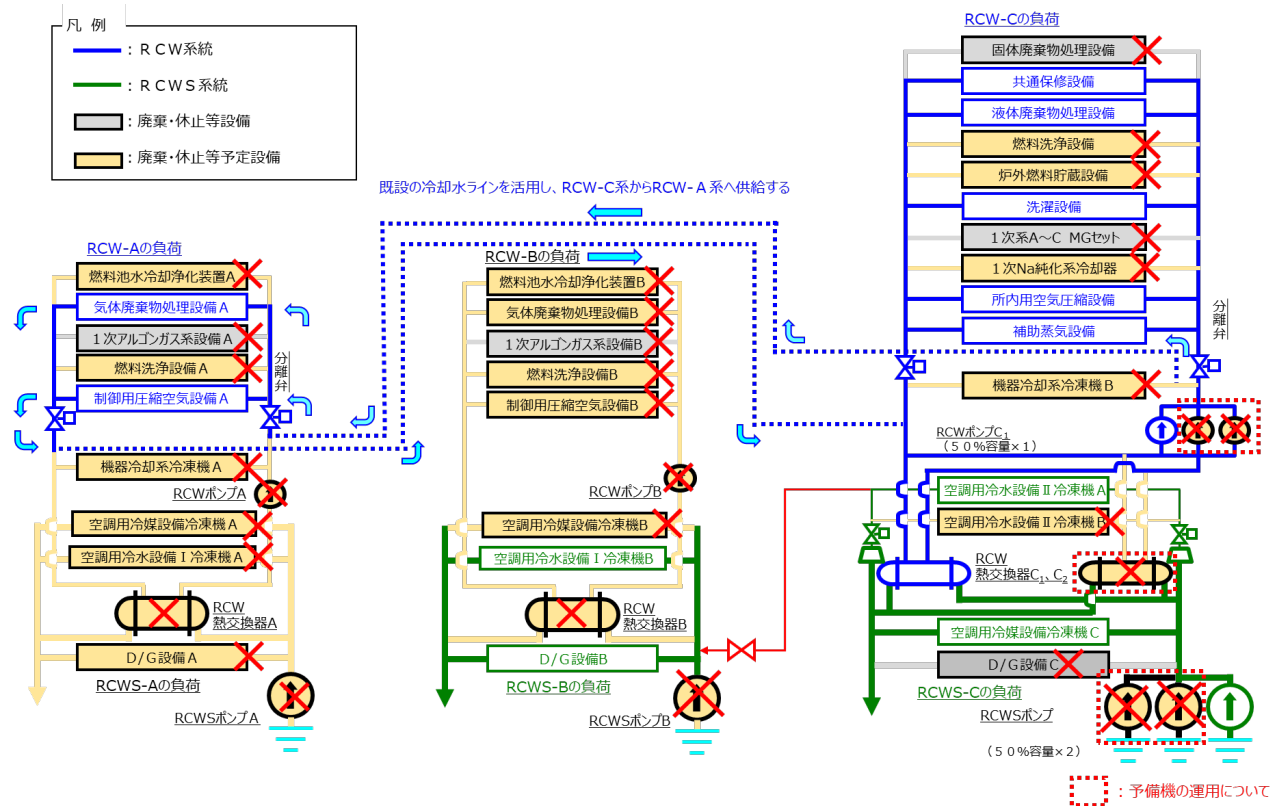 凡 例
：ＲＣＷ系統
：ＲＣＷＳ系統
：廃棄・休止等設備
：廃棄・休止等予定設備
既設の冷却水ラインを活用し、RCW-C系からRCW-Ａ系へ供給する
RCW-Aの負荷
燃料池水冷却浄化装置A
気体廃棄物処理設備Ａ
１次アルゴンガス系設備Ａ
燃料洗浄設備Ａ
制御用圧縮空気設備Ａ
分離弁
機器冷却系冷凍機Ａ
RCWポンプA
空調用冷媒設備冷凍機Ａ
空調用冷水設備Ⅰ冷凍機A
RCW
熱交換器A
D/G設備Ａ
RCWS-Aの負荷
RCWSポンプＡ
RCW-Bの負荷
燃料池水冷却浄化装置B
気体廃棄物処理設備B
１次アルゴンガス系設備B
燃料洗浄設備B
制御用圧縮空気設備B
RCWポンプB
空調用冷媒設備冷凍機B
空調用冷水設備Ⅰ冷凍機B
RCW
熱交換器B
D/G設備B
RCWS-Bの負荷
RCWSポンプB
RCW-Cの負荷
固体廃棄物処理設備
共通保修設備
液体廃棄物処理設備
燃料洗浄設備
炉外燃料貯蔵設備
洗濯設備
１次系A～C MGセット
１次Na純化系冷却器
所内用空気圧縮設備
補助蒸気設備
分離弁
機器冷却系冷凍機Ｂ
RCWポンプC₁
（５０％容量×１）
空調用冷水設備Ⅱ冷凍機A
空調用冷水設備Ⅱ冷凍機B
RCW
熱交換器C₁、C₂
空調用冷媒設備冷凍機Ｃ
D/G設備Ｃ
RCWS-Cの負荷
RCWSポンプ
（５０％容量×２）
：予備機の運用について